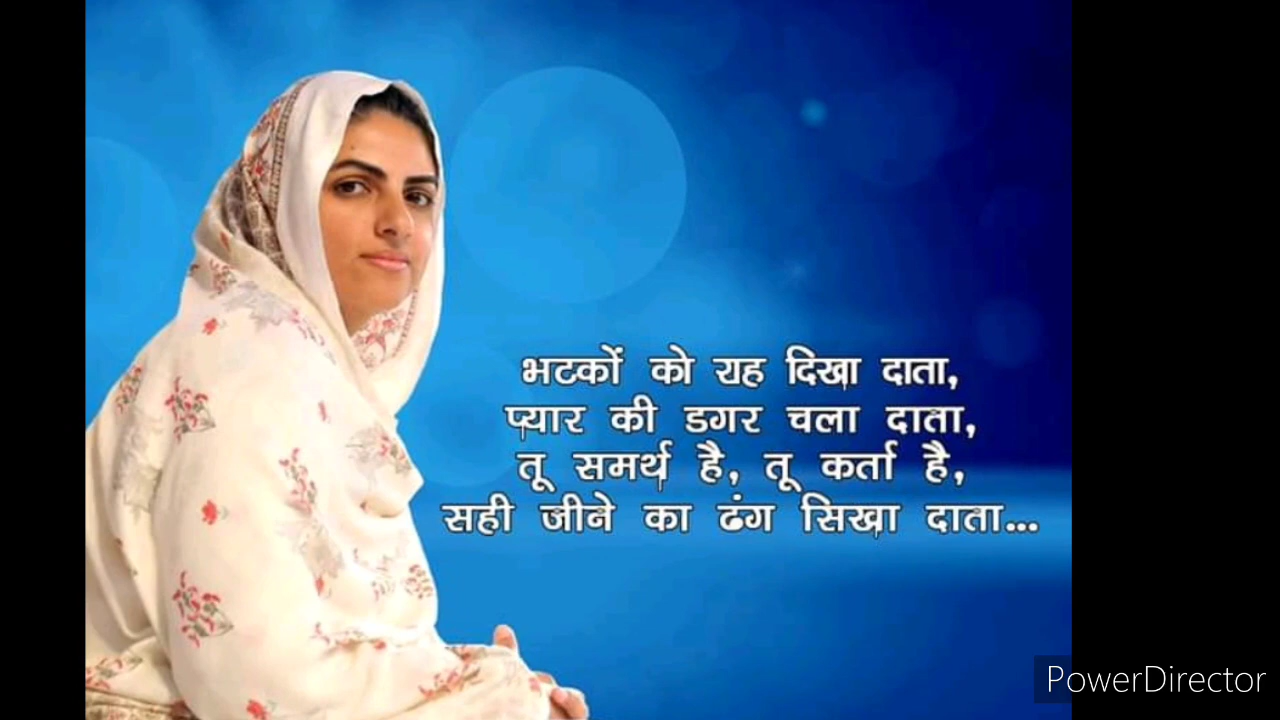 भटकों को राह दिखा दाता,
प्यार की डगर चला दाता,
तू समर्थ है, तू कर्ता है,
सही जीने का ढंग सिखा दाता...
PowerDirector